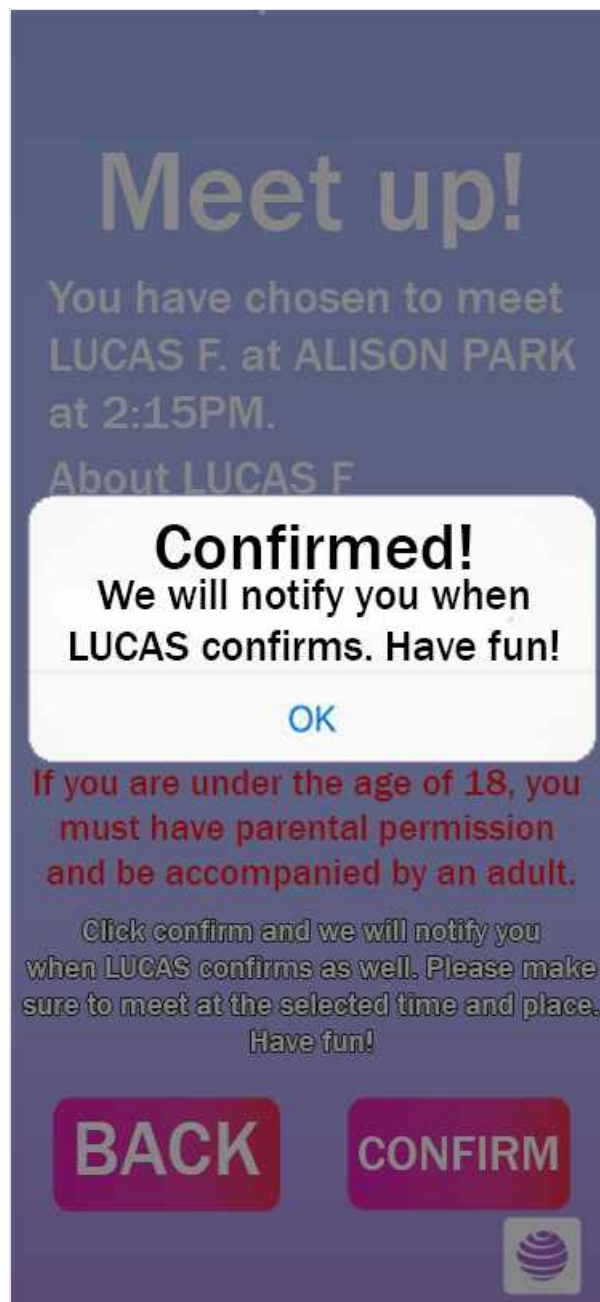 Meet up!
You have chosen to meet
LUCAS F. at ALISON PARK
at 2:15PM.
About LUCAS F
Confirmed!
We will notify you when
LUCAS confirms. Have fun!
OK
If you are under the age of 18, you
must have parental permission
and be accompanied by an adult.
Click confirm and we will notify you
when LUCAS confirms as well. Please make
sure to meet at the selected time and place.
Have fun!
BACK
CONFIRM